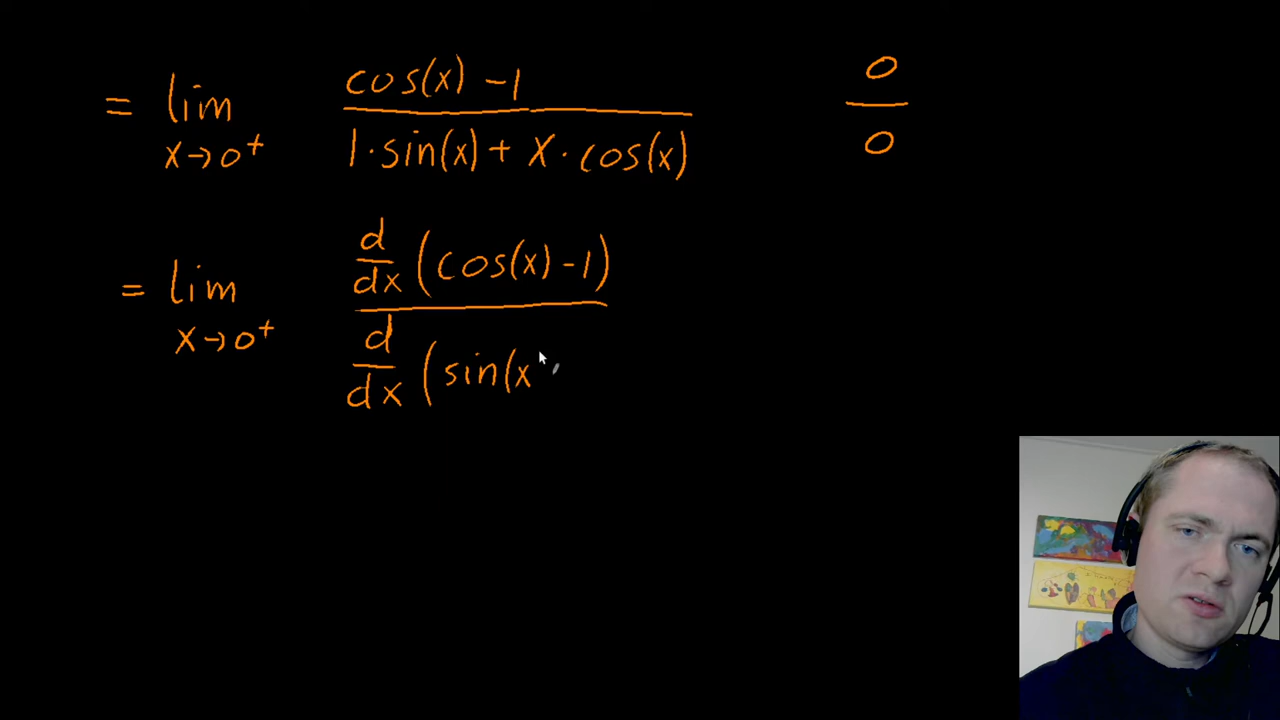 = lim x→0⁺ (cos(x) − 1) / (1·sin(x) + x·cos(x))
0 / 0
= lim x→0⁺ d/dx (cos(x) − 1) / d/dx (sin(x